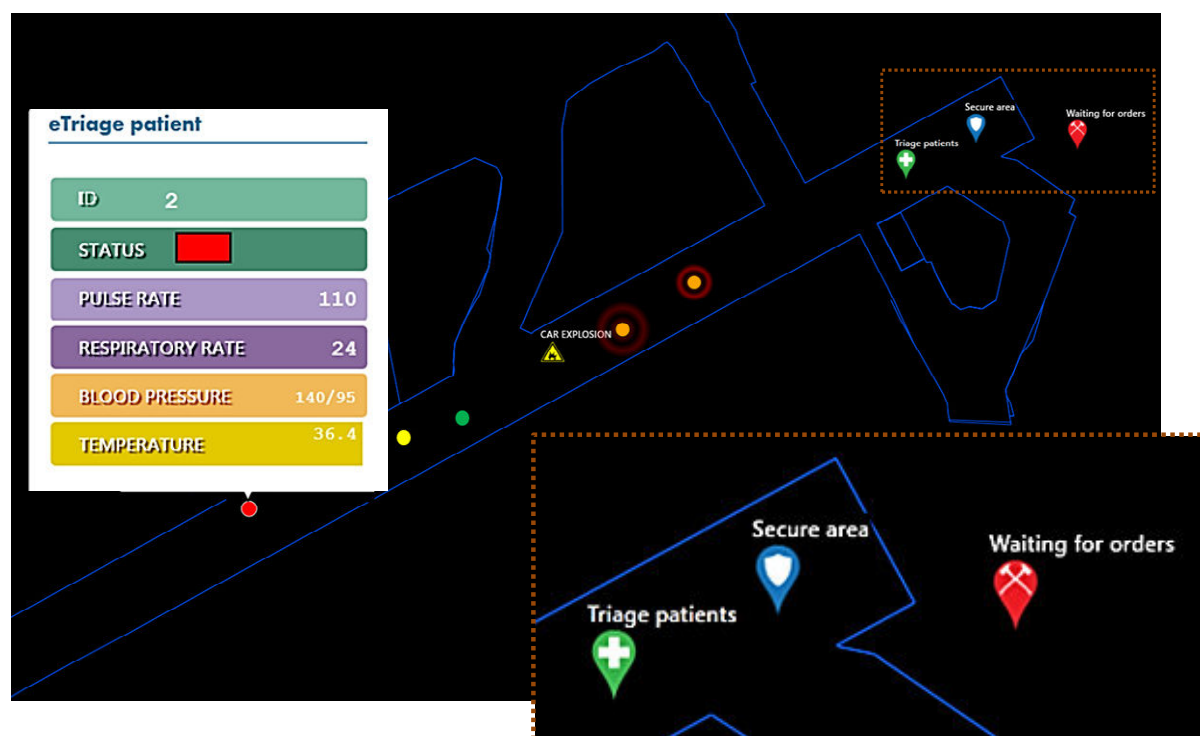 eTriage patient
ID 2
STATUS
PULSE RATE 110
RESPIRATORY RATE 24
BLOOD PRESSURE 140/95
TEMPERATURE 36.4
CAR EXPLOSION
Secure area
Waiting for orders
Triage patients
Secure area
Waiting for orders
Triage patients